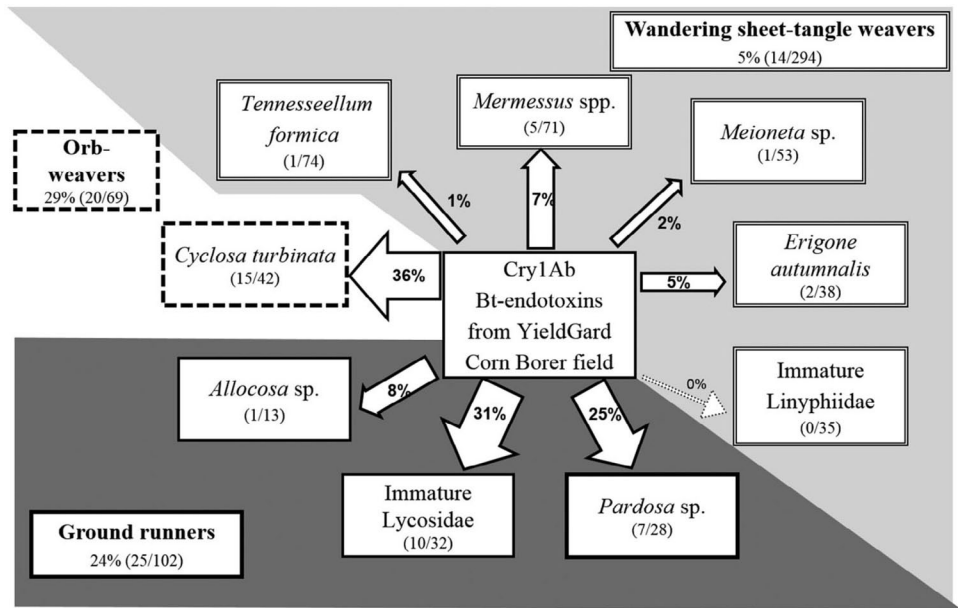 Wandering sheet-tangle weavers
5% (14/294)
Tennesseellum
formica
(1/74)
Mermessus spp.
(5/71)
Meioneta sp.
(1/53)
Orb-
weavers
29% (20/69)
1%
7%
2%
Cyclosa turbinata
(15/42)
36%
Cry1Ab
Bt-endotoxins
from YieldGard
Corn Borer field
5%
Erigone
autumnalis
(2/38)
Allocosa sp.
(1/13)
8%
31%
25%
0%
Immature
Linyphiidae
(0/35)
Immature
Lycosidae
(10/32)
Pardosa sp.
(7/28)
Ground runners
24% (25/102)